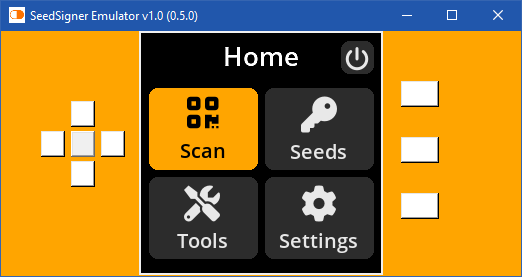 SeedSigner Emulator v1.0 (0.5.0)
Home
Scan
Seeds
Tools
Settings